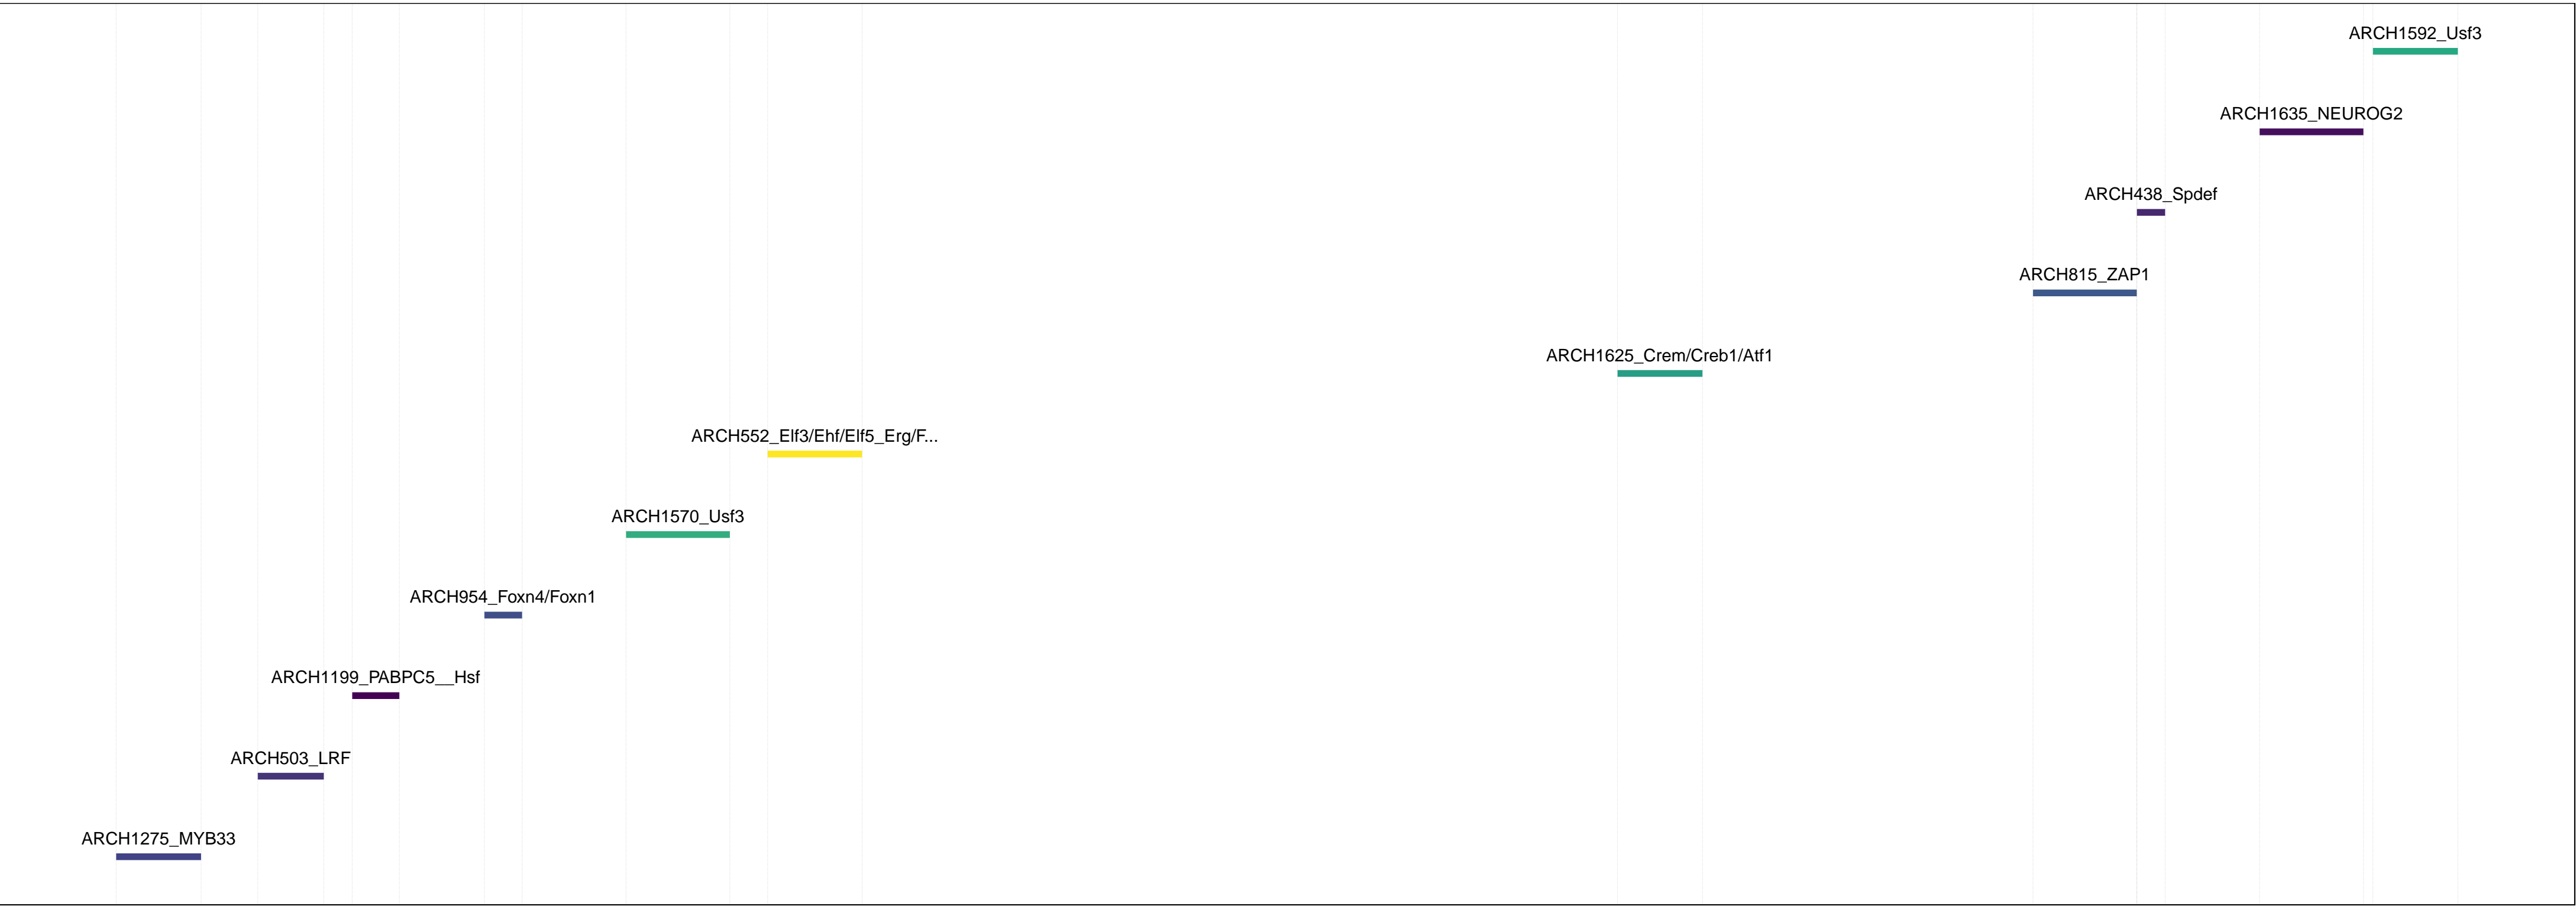 ARCH1592_Usf3
ARCH1635_NEUROG2
ARCH438_Spdef
ARCH815_ZAP1
ARCH1625_Crem/Creb1/Atf1
ARCH552_Elf3/Ehf/Elf5_Erg/F...
ARCH1570_Usf3
ARCH954_Foxn4/Foxn1
ARCH1199_PABPC5__Hsf
ARCH503_LRF
ARCH1275_MYB33